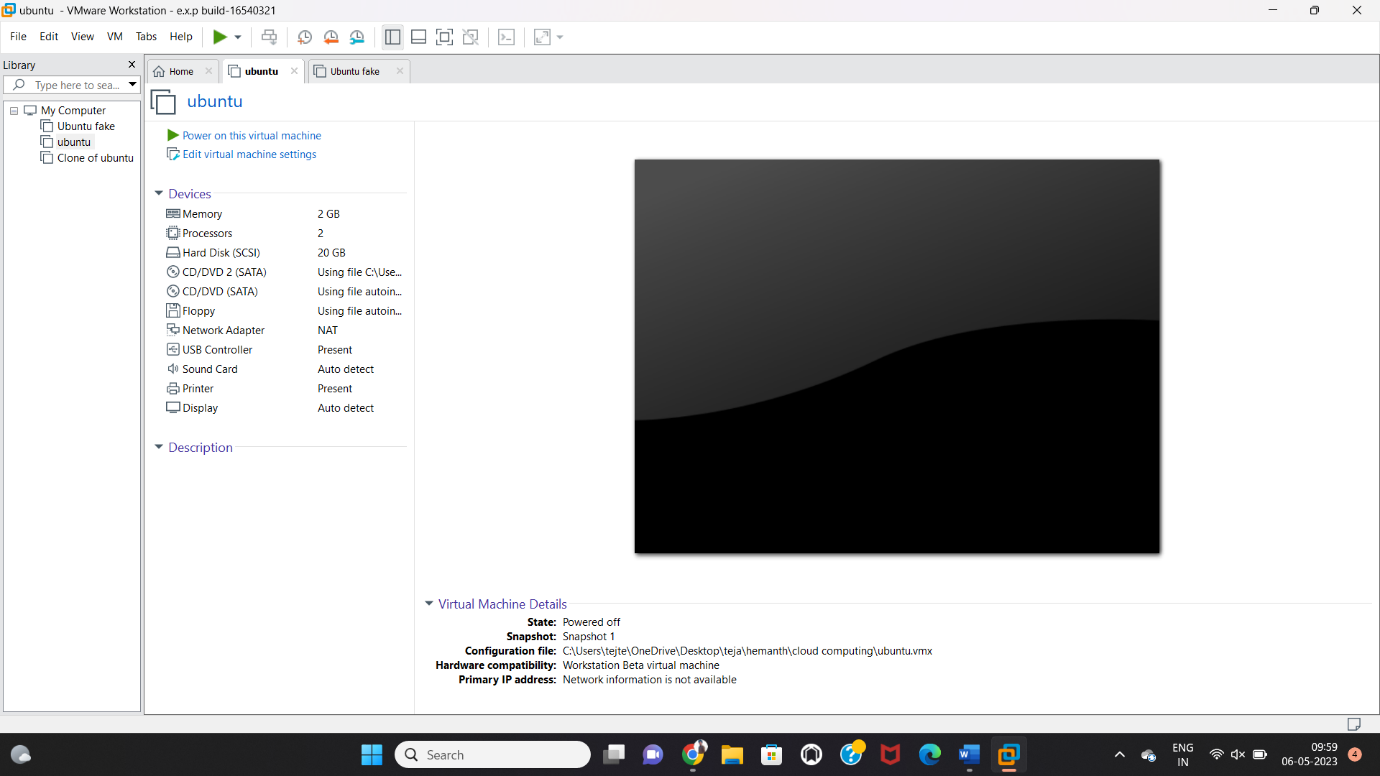 ubuntu - VMware Workstation - e.x.p build-16540321
File Edit View VM Tabs Help
Library
Type here to sea...
My Computer
Ubuntu fake
ubuntu
Clone of ubuntu
Home
ubuntu
Ubuntu fake
ubuntu
Power on this virtual machine
Edit virtual machine settings
Devices
Memory 2 GB
Processors 2
Hard Disk (SCSI) 20 GB
CD/DVD 2 (SATA) Using file C:\Use...
CD/DVD (SATA) Using file autoin...
Floppy Using file autoin...
Network Adapter NAT
USB Controller Present
Sound Card Auto detect
Printer Present
Display Auto detect
Description
Virtual Machine Details
State: Powered off
Snapshot: Snapshot 1
Configuration file: C:\Users\tejte\OneDrive\Desktop\teja\hemanth\cloud computing\ubuntu.vmx
Hardware compatibility: Workstation Beta virtual machine
Primary IP address: Network information is not available
Search
ENG
IN
09:59
06-05-2023
4